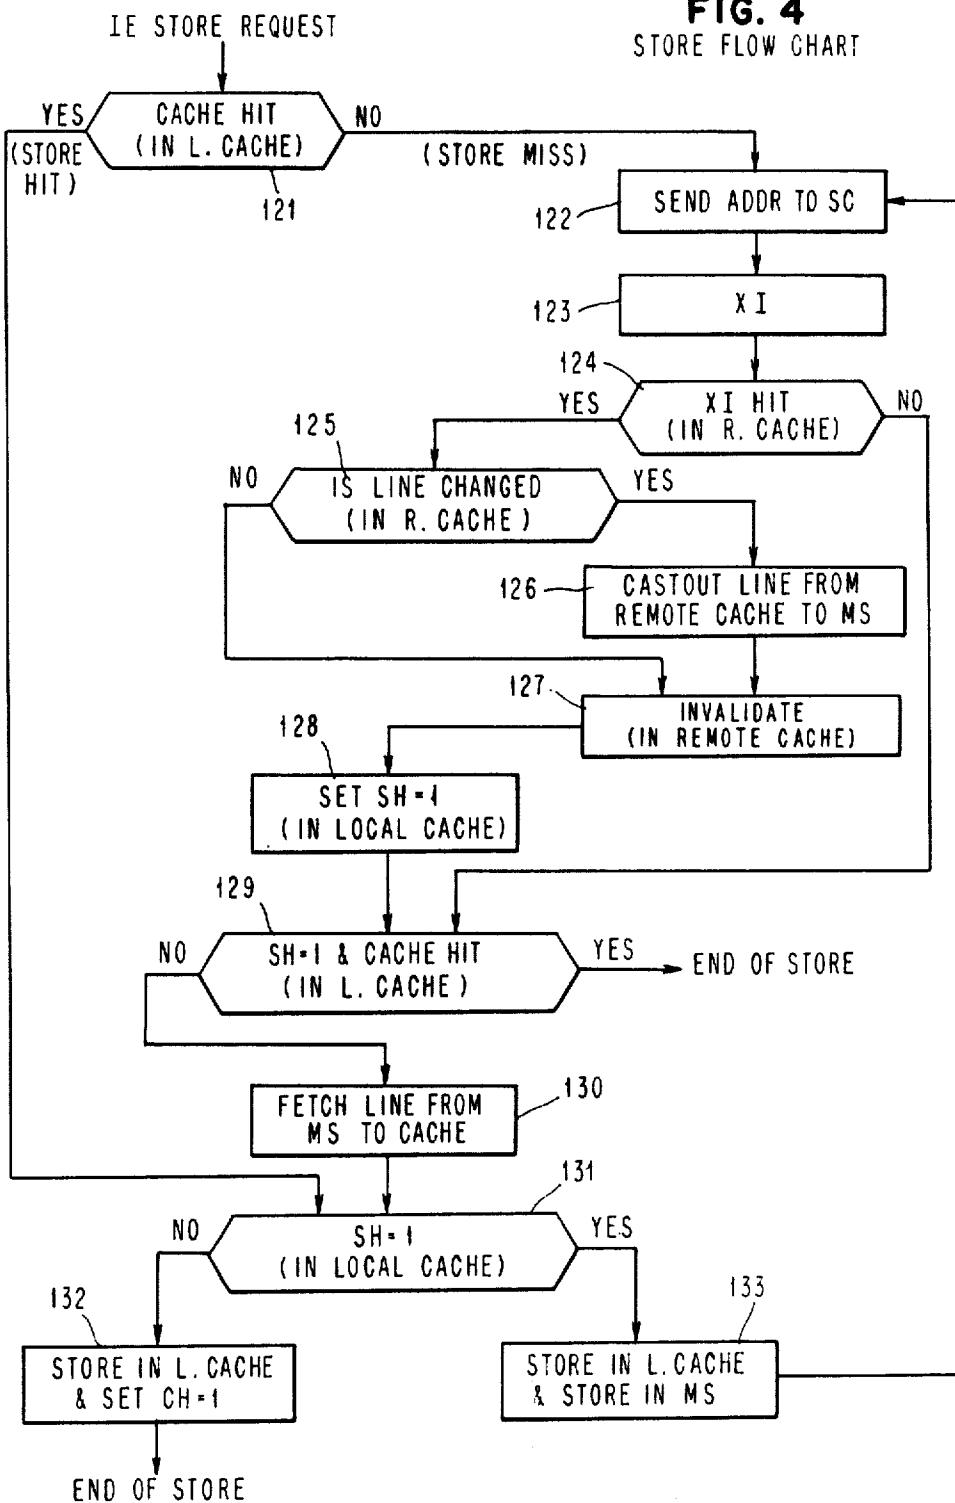 FIG. 4
STORE FLOW CHART
IE STORE REQUEST
CACHE HIT
(IN L. CACHE)
121
YES
(STORE
HIT)
NO
(STORE MISS)
SEND ADDR TO SC
122
XI
123
124
XI HIT
(IN R. CACHE)
YES
NO
125
IS LINE CHANGED
(IN R. CACHE)
NO
YES
126
CASTOUT LINE FROM
REMOTE CACHE TO MS
127
INVALIDATE
(IN REMOTE CACHE)
128
SET SH=1
(IN LOCAL CACHE)
129
SH=1 & CACHE HIT
(IN L. CACHE)
NO
YES
END OF STORE
FETCH LINE FROM
MS TO CACHE
130
131
SH=1
(IN LOCAL CACHE)
NO
YES
132
STORE IN L. CACHE
& SET CH=1
133
STORE IN L. CACHE
& STORE IN MS
END OF STORE